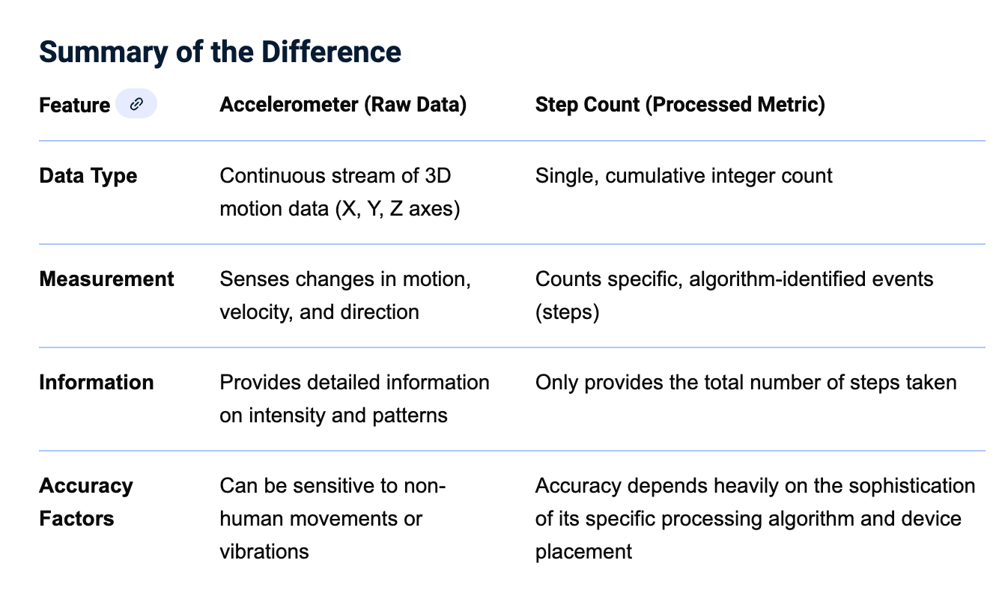 Summary of the Difference
Feature
Accelerometer (Raw Data)
Step Count (Processed Metric)
Data Type
Continuous stream of 3D
motion data (X, Y, Z axes)
Single, cumulative integer count
Measurement
Senses changes in motion,
velocity, and direction
Counts specific, algorithm-identified events
(steps)
Information
Provides detailed information
on intensity and patterns
Only provides the total number of steps taken
Accuracy
Factors
Can be sensitive to non-
human movements or
vibrations
Accuracy depends heavily on the sophistication
of its specific processing algorithm and device
placement